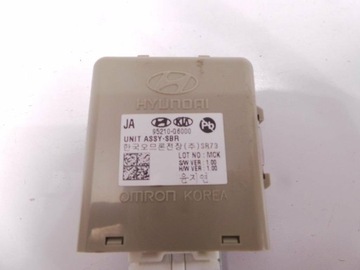 HYUNDAI
JA
95210-G6000
Pb
UNIT ASSY-SBR
한국오므론전장(주)SR70
LOT NO : MCK
S/W VER : 1.00
H/W VER : 1.00
OMRON KOREA